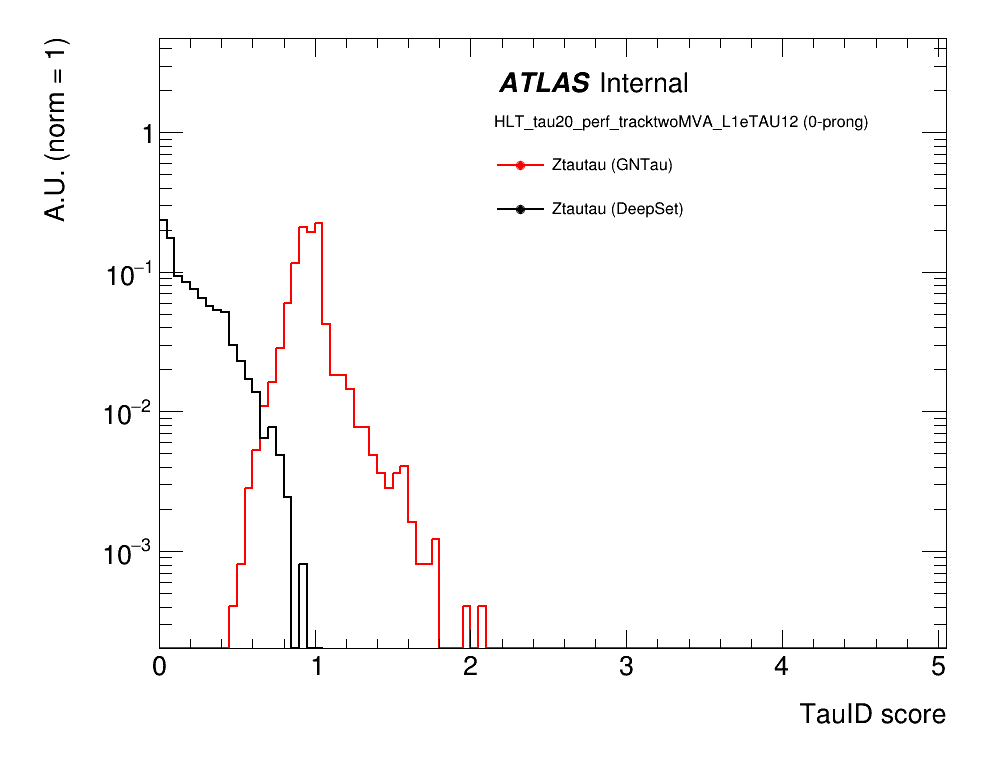 A.U. (norm = 1)
ATLAS Internal
HLT_tau20_perf_tracktwoMVA_L1eTAU12 (0-prong)
Ztautau (GNTau)
Ztautau (DeepSet)
1
10⁻¹
10⁻²
10⁻³
0 1 2 3 4 5
TauID score